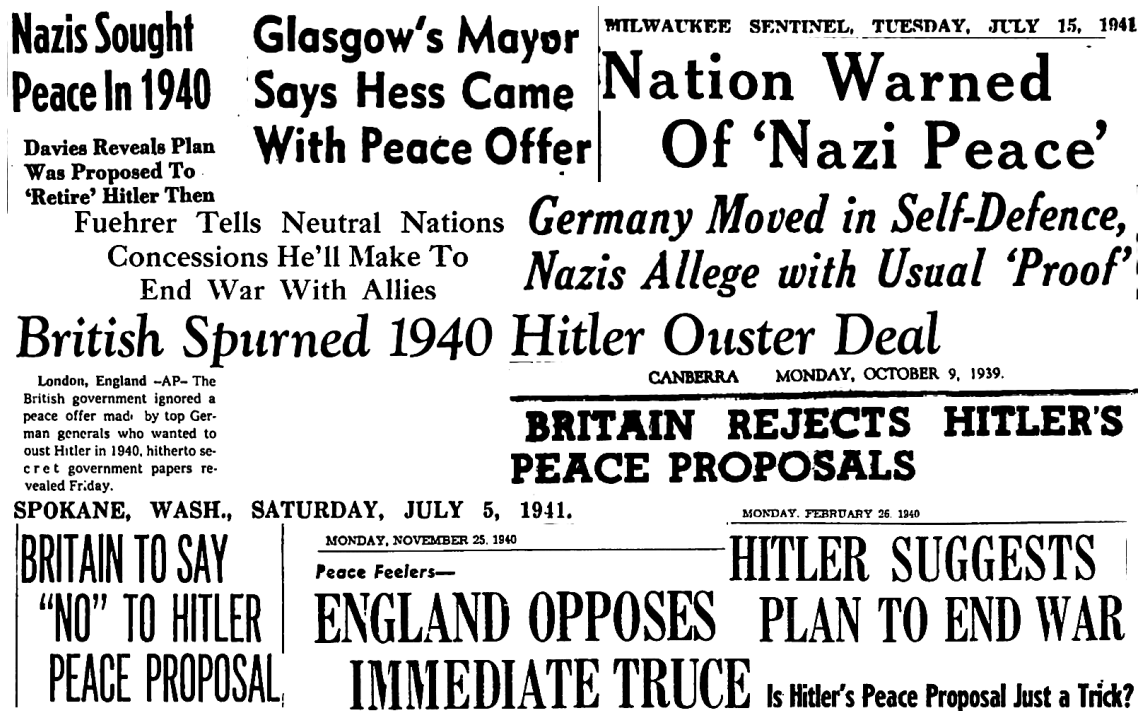 Nazis Sought
Peace In 1940
Davies Reveals Plan
Was Proposed To
'Retire' Hitler Then
Glasgow's Mayor
Says Hess Came
With Peace Offer
MILWAUKEE SENTINEL, TUESDAY, JULY 15, 1941
Nation Warned
Of 'Nazi Peace'
Fuehrer Tells Neutral Nations
Concessions He'll Make To
End War With Allies
Germany Moved in Self-Defence,
Nazis Allege with Usual 'Proof'
British Spurned 1940 Hitler Ouster Deal
London, England -AP- The
British government ignored a
peace offer mad by top Ger-
man generals who wanted to
oust Hitler in 1940, hitherto se-
cret government papers re-
vealed Friday.
CANBERRA MONDAY, OCTOBER 9, 1939.
BRITAIN REJECTS HITLER'S
PEACE PROPOSALS
SPOKANE, WASH., SATURDAY, JULY 5, 1941.
BRITAIN TO SAY
"NO" TO HITLER
PEACE PROPOSAL
MONDAY, NOVEMBER 25, 1940
Peace Feelers—
ENGLAND OPPOSES
IMMEDIATE TRUCE
MONDAY, FEBRUARY 26, 1940
HITLER SUGGESTS
PLAN TO END WAR
Is Hitler's Peace Proposal Just a Trick?